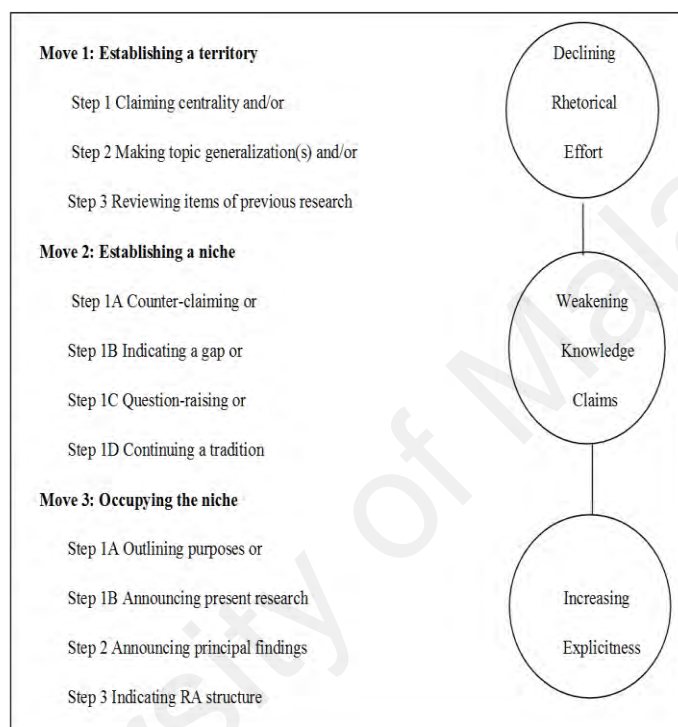 Move 1: Establishing a territory
Step 1 Claiming centrality and/or
Step 2 Making topic generalization(s) and/or
Step 3 Reviewing items of previous research
Move 2: Establishing a niche
Step 1A Counter-claiming or
Step 1B Indicating a gap or
Step 1C Question-raising or
Step 1D Continuing a tradition
Move 3: Occupying the niche
Step 1A Outlining purposes or
Step 1B Announcing present research
Step 2 Announcing principal findings
Step 3 Indicating RA structure
Declining
Rhetorical
Effort
Weakening
Knowledge
Claims
Increasing
Explicitness
rsity of Mala